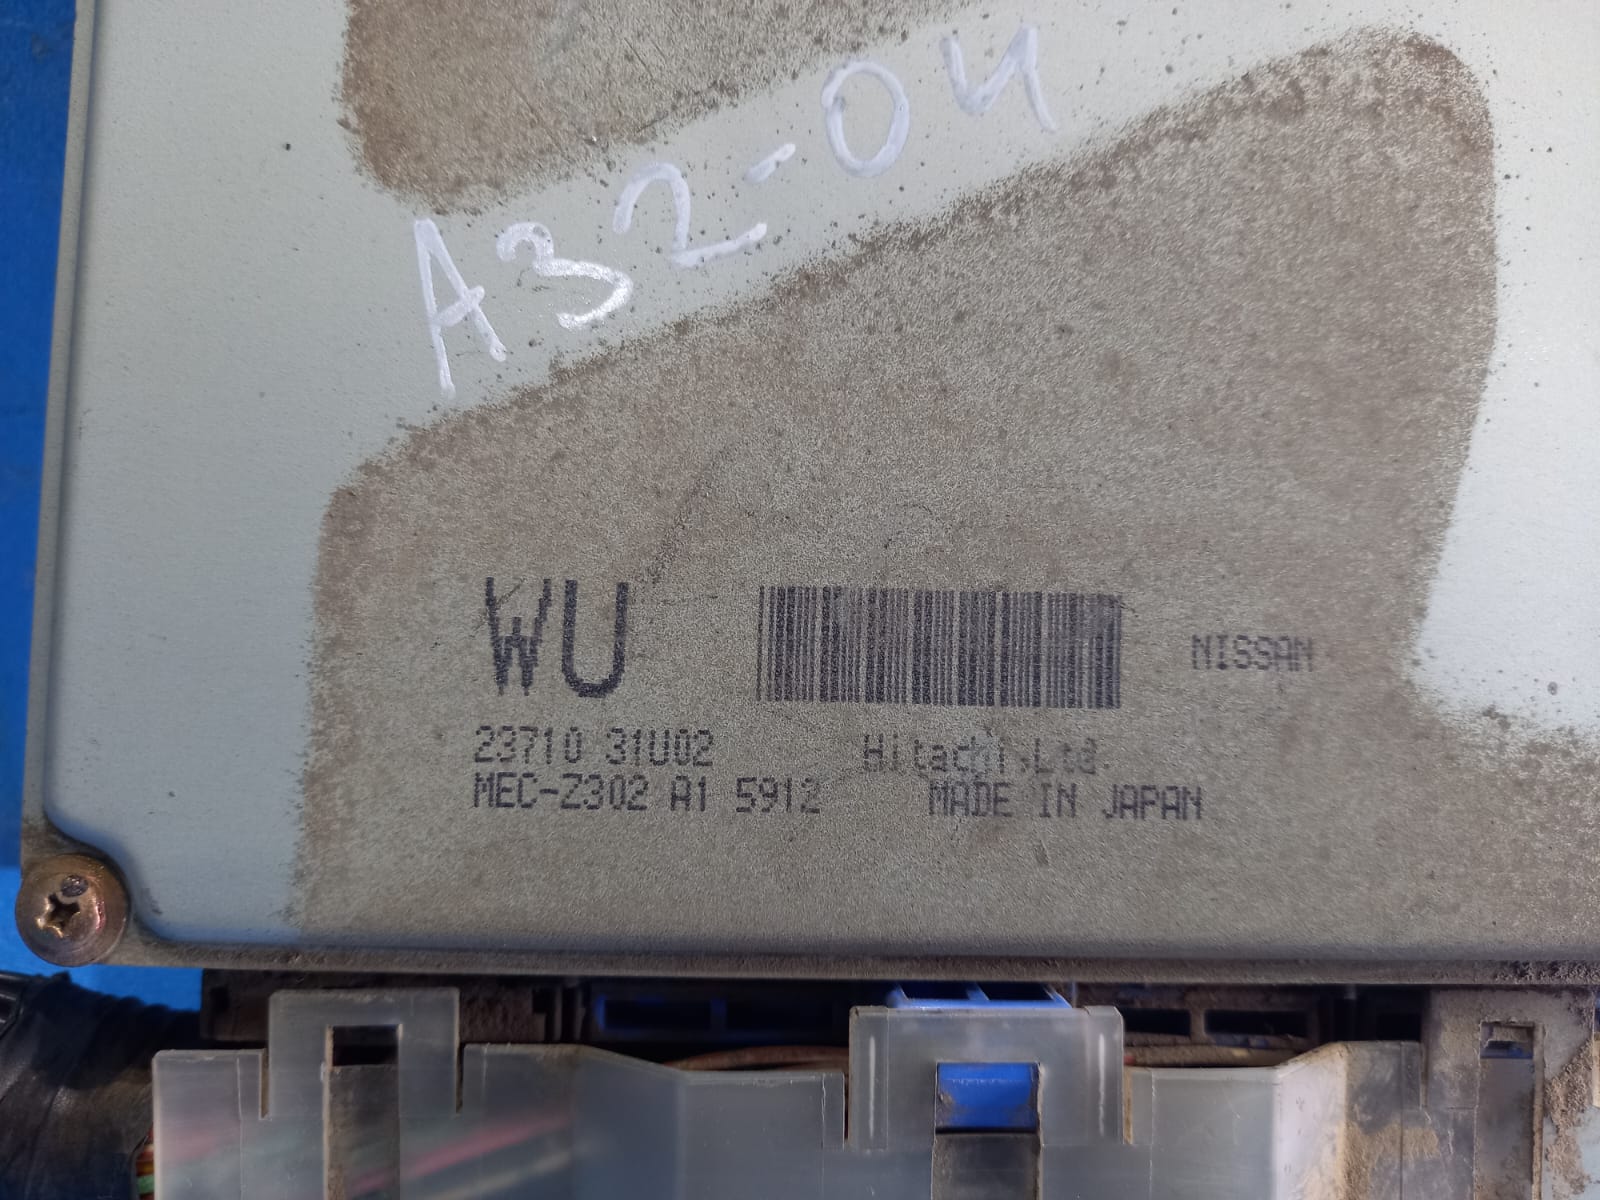 A32-04
WU
NISSAN
23710 31U02
Hitachi,Ltd.
MEC-Z302 A1 5912
MADE IN JAPAN